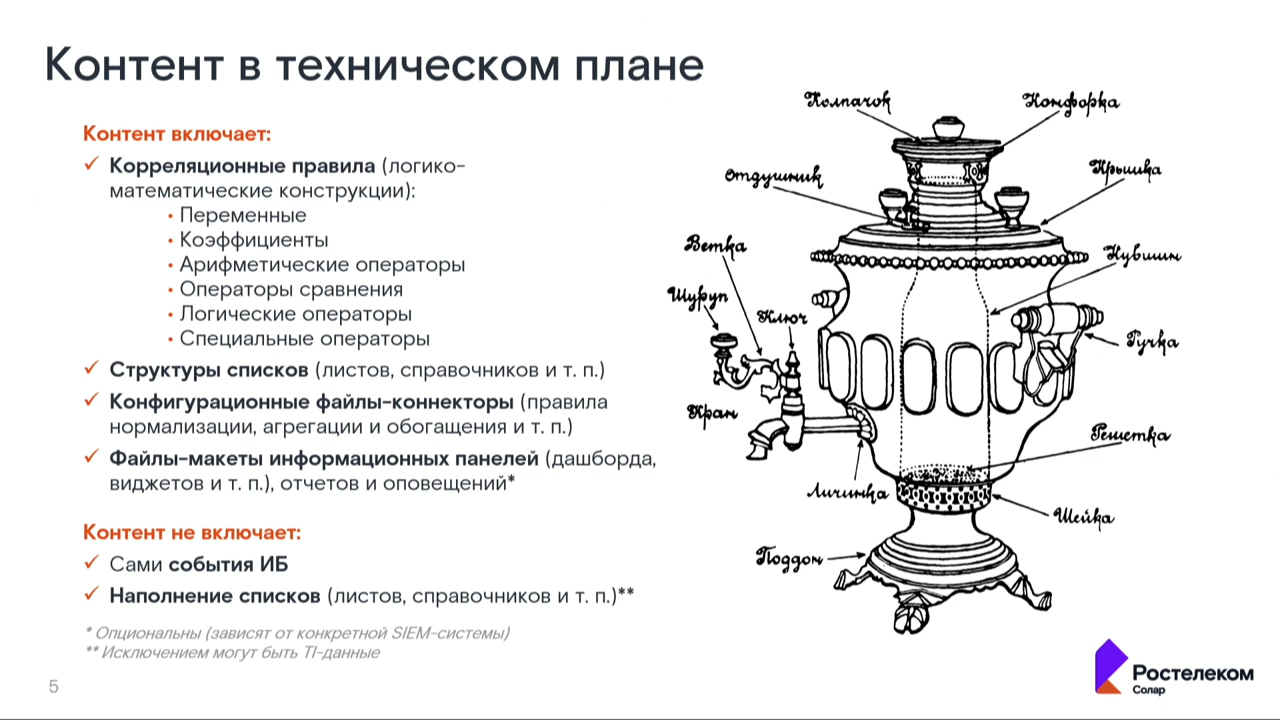 Контент в техническом плане
Контент включает:
Корреляционные правила (логико-
математические конструкции):
• Переменные
• Коэффициенты
• Арифметические операторы
• Операторы сравнения
• Логические операторы
• Специальные операторы
Структуры списков (листов, справочников и т. п.)
Конфигурационные файлы-коннекторы (правила
нормализации, агрегации и обогащения и т. п.)
Файлы-макеты информационных панелей (дашборда,
виджетов и т. п.), отчетов и оповещений*
Контент не включает:
Сами события ИБ
Наполнение списков (листов, справочников и т. п.)**
* Опциональны (зависят от конкретной SIEM-системы)
** Исключением могут быть TI-данные
5
Колпачок
Конфорка
Отдушник
Крышка
Ветка
Кувшин
Шуруп
Ключ
Ручка
Кран
Решетка
Личинка
Шейка
Поддон
Ростелеком
Солар